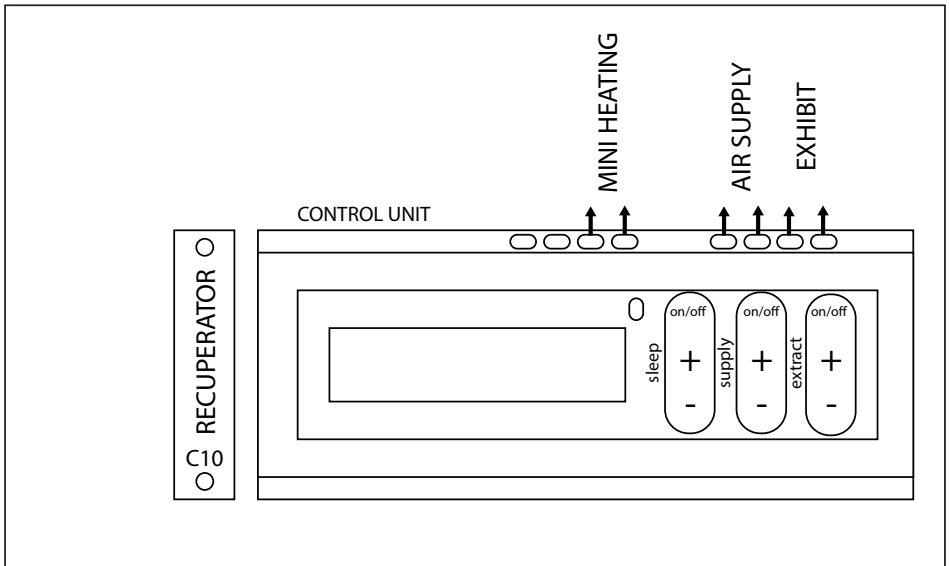 MINI HEATING
AIR SUPPLY
EXHIBIT
CONTROL UNIT
RECUPERATOR
C10
sleep
on/off
+
-
supply
on/off
+
-
extract
on/off
+
-